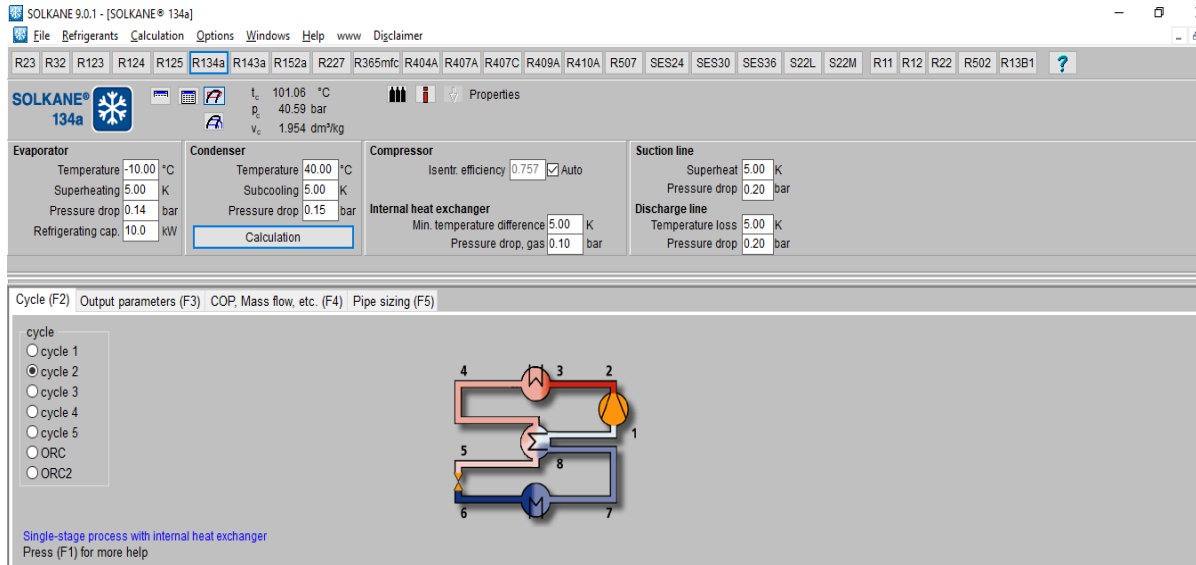 SOLKANE 9.0.1 - [SOLKANE® 134a]
File Refrigerants Calculation Options Windows Help www Disclaimer
R23 R32 R123 R124 R125 R134a R143a R152a R227 R365mfc R404A R407A R407C R409A R410A R507 SES24 SES30 SES36 S22L S22M R11 R12 R22 R502 R13B1 ?
SOLKANE® 134a
tc 101.06 °C
pc 40.59 bar
vc 1.954 dm³/kg
Properties
Evaporator
Temperature -10.00 °C
Superheating 5.00 K
Pressure drop 0.14 bar
Refrigerating cap. 10.0 kW
Condenser
Temperature 40.00 °C
Subcooling 5.00 K
Pressure drop 0.15 bar
Calculation
Compressor
Isentr. efficiency 0.757 Auto
Internal heat exchanger
Min. temperature difference 5.00 K
Pressure drop, gas 0.10 bar
Suction line
Superheat 5.00 K
Pressure drop 0.20 bar
Discharge line
Temperature loss 5.00 K
Pressure drop 0.20 bar
Cycle (F2) Output parameters (F3) COP, Mass flow, etc. (F4) Pipe sizing (F5)
cycle
cycle 1
cycle 2
cycle 3
cycle 4
cycle 5
ORC
ORC2
4 3 2
1
5 8
6 7
Single-stage process with internal heat exchanger
Press (F1) for more help